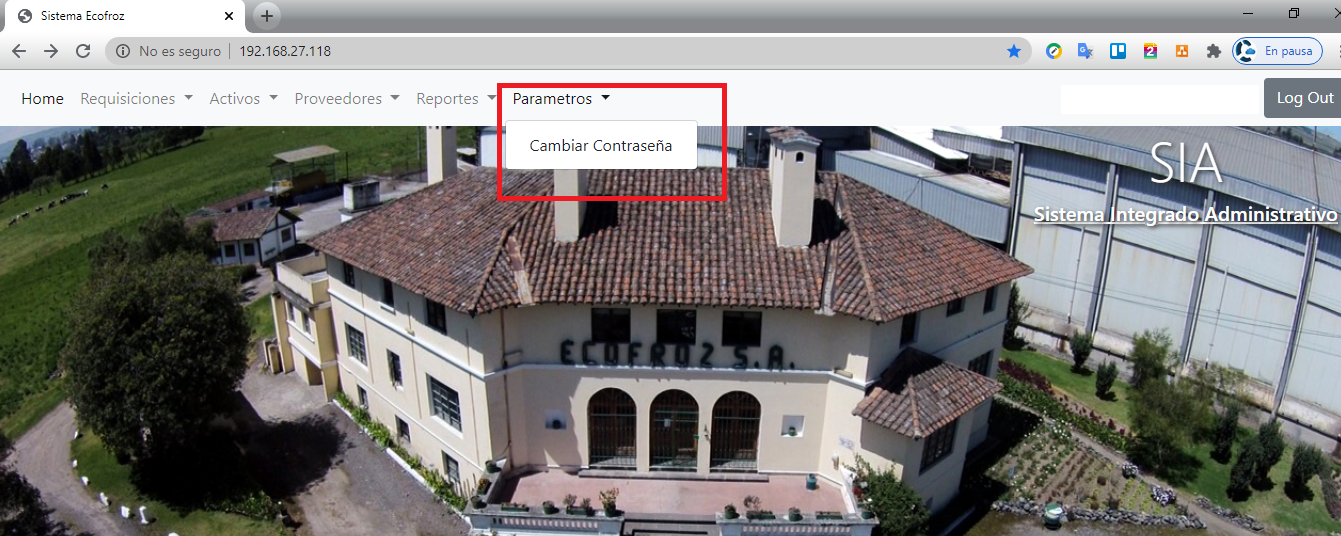 Sistema Ecofroz
No es seguro | 192.168.27.118
En pausa
Home Requisiciones Activos Proveedores Reportes Parametros Log Out
Cambiar Contraseña
SIA
Sistema Integrado Administrativo
ECOFROZ S.A.